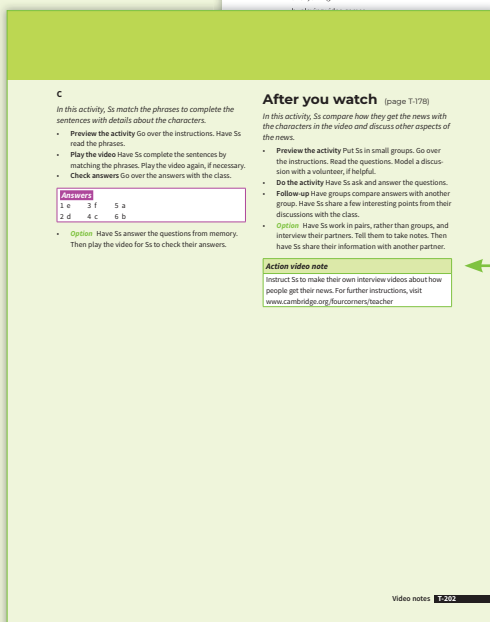 C
In this activity, Ss match the phrases to complete the
sentences with details about the characters.
• Preview the activity Go over the instructions. Have Ss
read the phrases.
• Play the video Have Ss complete the sentences by
matching the phrases. Play the video again, if necessary.
• Check answers Go over the answers with the class.
Answers
1 e 3 f 5 a
2 d 4 c 6 b
• Option Have Ss answer the questions from memory.
Then play the video for Ss to check their answers.
After you watch (page T-178)
In this activity, Ss compare how they get the news with
the characters in the video and discuss other aspects of
the news.
• Preview the activity Put Ss in small groups. Go over
the instructions. Read the questions. Model a discus-
sion with a volunteer, if helpful.
• Do the activity Have Ss ask and answer the questions.
• Follow-up Have groups compare answers with another
group. Have Ss share a few interesting points from their
discussions with the class.
• Option Have Ss work in pairs, rather than groups, and
interview their partners. Tell them to take notes. Then
have Ss share their information with another partner.
Action video note
Instruct Ss to make their own interview videos about how
people get their news. For further instructions, visit
www.cambridge.org/fourcorners/teacher
Video notes T-202